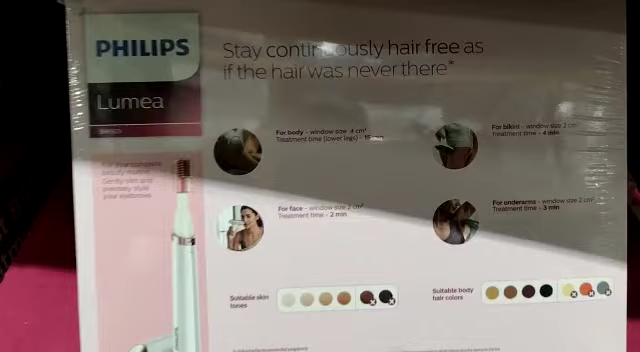 PHILIPS
Lumea
Stay continuously hair free as
if the hair was never there*
For body - window size 4 cm²
Treatment time (lower legs) - 15 min
For bikini - window size 2 cm²
Treatment time - 4 min
For face - window size 2 cm²
Treatment time - 2 min
For underarms - window size 2 cm²
Treatment time - 3 min
Suitable skin
tones
Suitable body
hair colors